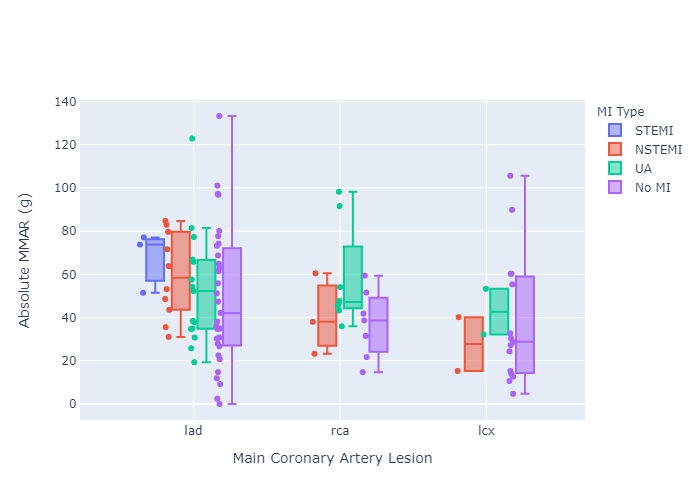 MI Type
STEMI
NSTEMI
UA
No MI
Absolute MMAR (g)
140
120
100
80
60
40
20
0
lad
rca
lcx
Main Coronary Artery Lesion